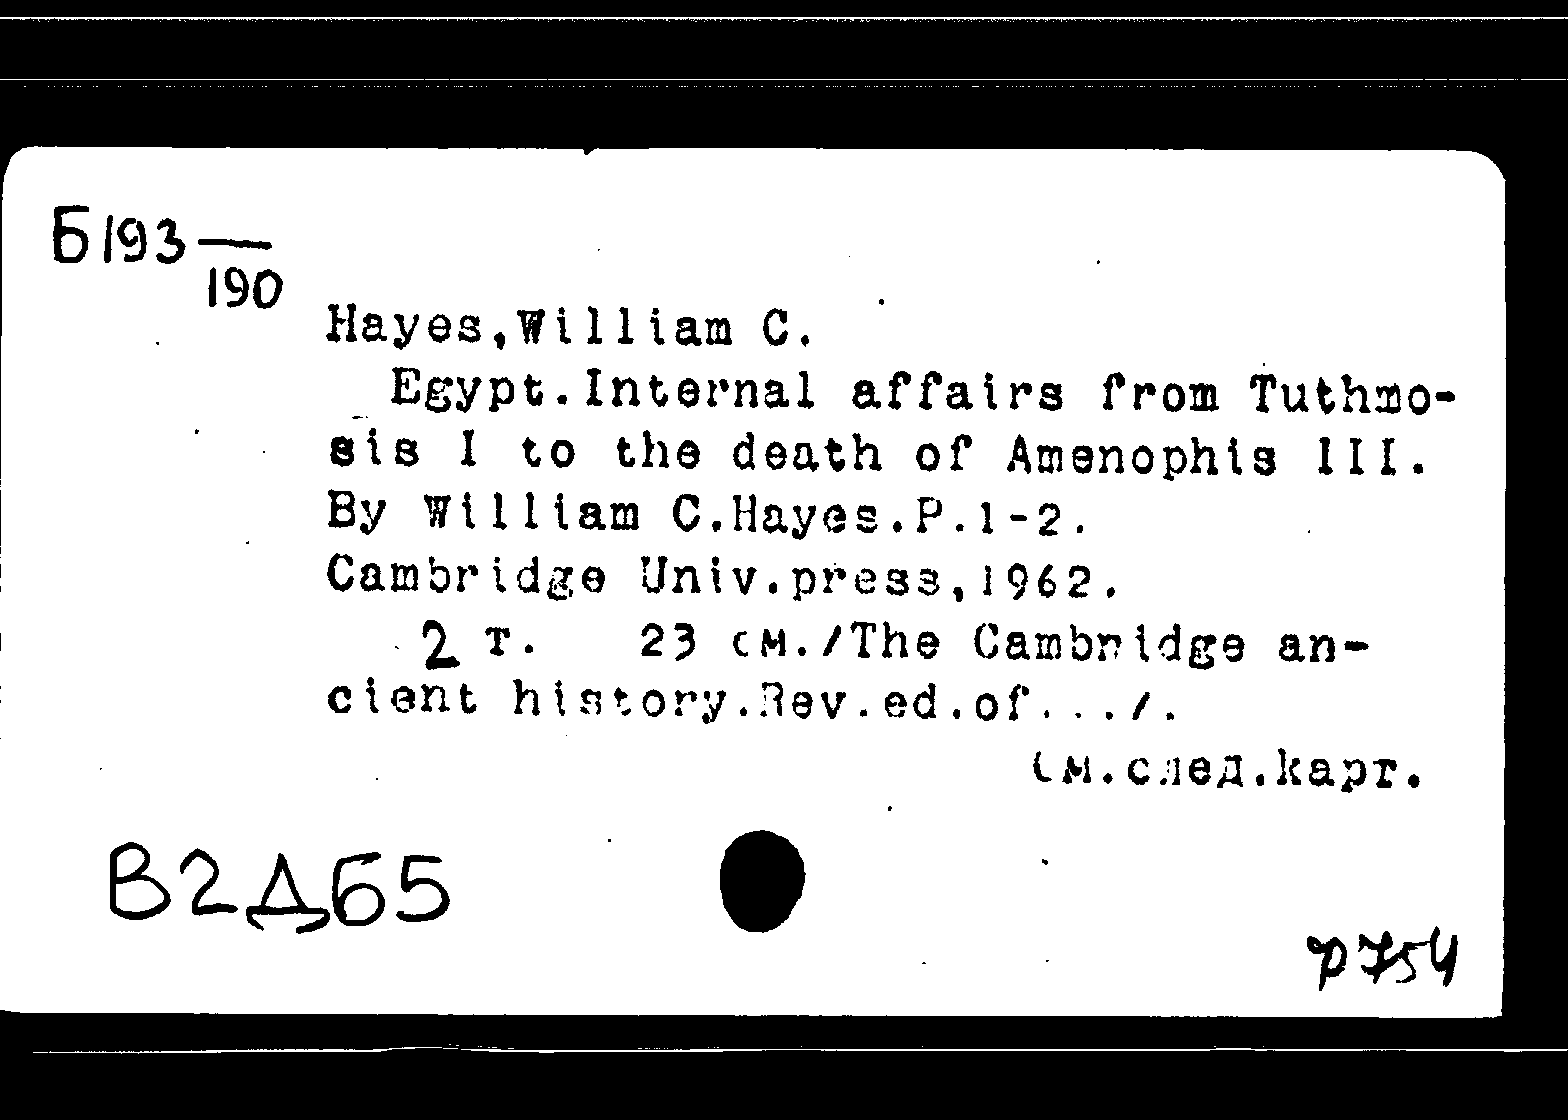 Б193—
190
Hayes,William C.
Egypt.Internal affairs from Tuthmo-
sis I to the death of Amenophis III.
By William C.Hayes.P.1-2.
Cambridge Univ.press,1962.
2 т. 23 см./The Cambridge an-
cient history.Rev.ed.of.../.
См.след.карт.
В2Д65
р754